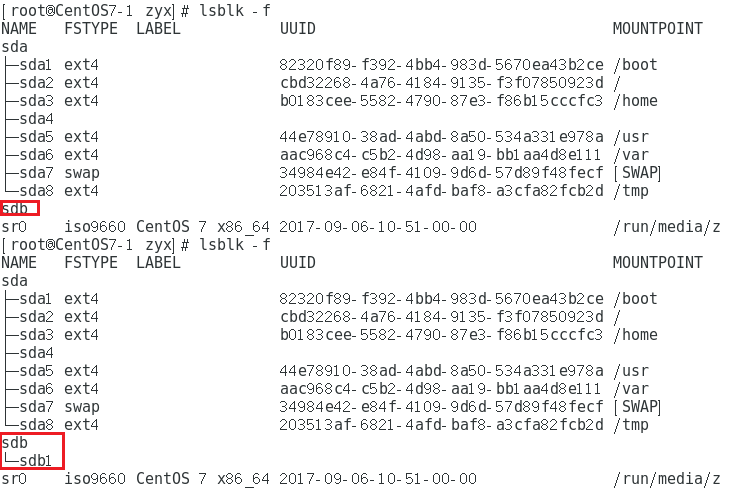 [root@CentOS7-1 zyx]# lsblk -f
NAME   FSTYPE  LABEL           UUID                                 MOUNTPOINT
sda
├─sda1 ext4                    82320f89-f392-4bb4-983d-5670ea43b2ce /boot
├─sda2 ext4                    cbd32268-4a76-4184-9135-f3f07850923d /
├─sda3 ext4                    b0183cee-5582-4790-87e3-f86b15cccfc3 /home
├─sda4
├─sda5 ext4                    44e78910-38ad-4abd-8a50-534a331e978a /usr
├─sda6 ext4                    aac968c4-c5b2-4d98-aa19-bb1aa4d8e111 /var
├─sda7 swap                    34984e42-e84f-4109-9d6d-57d89f48fecf [SWAP]
└─sda8 ext4                    203513af-6821-4afd-baf8-a3cfa82fcb2d /tmp
sdb
sr0    iso9660 CentOS 7 x86_64 2017-09-06-10-51-00-00               /run/media/z
[root@CentOS7-1 zyx]# lsblk -f
NAME   FSTYPE  LABEL           UUID                                 MOUNTPOINT
sda
├─sda1 ext4                    82320f89-f392-4bb4-983d-5670ea43b2ce /boot
├─sda2 ext4                    cbd32268-4a76-4184-9135-f3f07850923d /
├─sda3 ext4                    b0183cee-5582-4790-87e3-f86b15cccfc3 /home
├─sda4
├─sda5 ext4                    44e78910-38ad-4abd-8a50-534a331e978a /usr
├─sda6 ext4                    aac968c4-c5b2-4d98-aa19-bb1aa4d8e111 /var
├─sda7 swap                    34984e42-e84f-4109-9d6d-57d89f48fecf [SWAP]
└─sda8 ext4                    203513af-6821-4afd-baf8-a3cfa82fcb2d /tmp
sdb
└─sdb1
sr0    iso9660 CentOS 7 x86_64 2017-09-06-10-51-00-00               /run/media/z